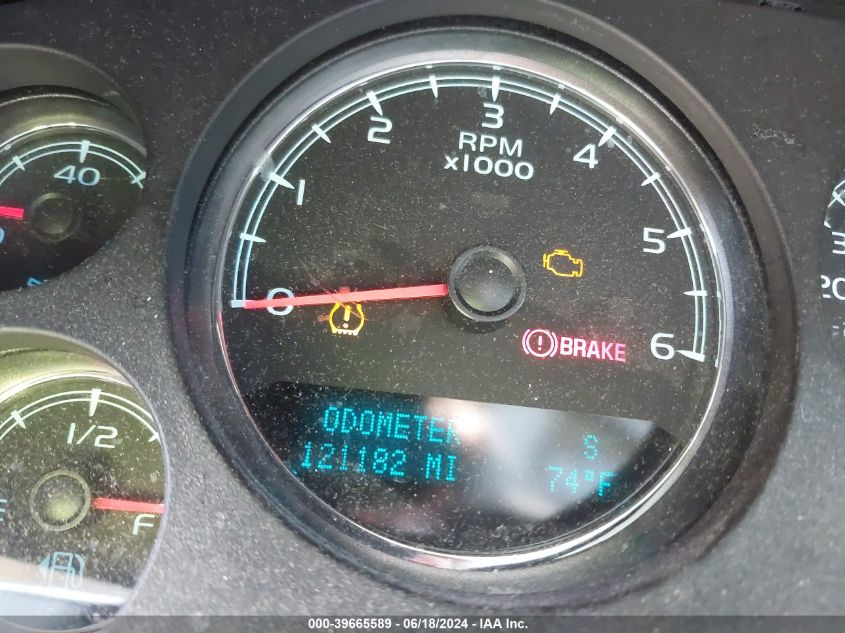 40
0
1
2
3
4
5
6
RPM
x1000
BRAKE
ODOMETER
121182 MI
S
74°F
1/2
F
E
20
000-39665589 - 06/18/2024 - IAA Inc.